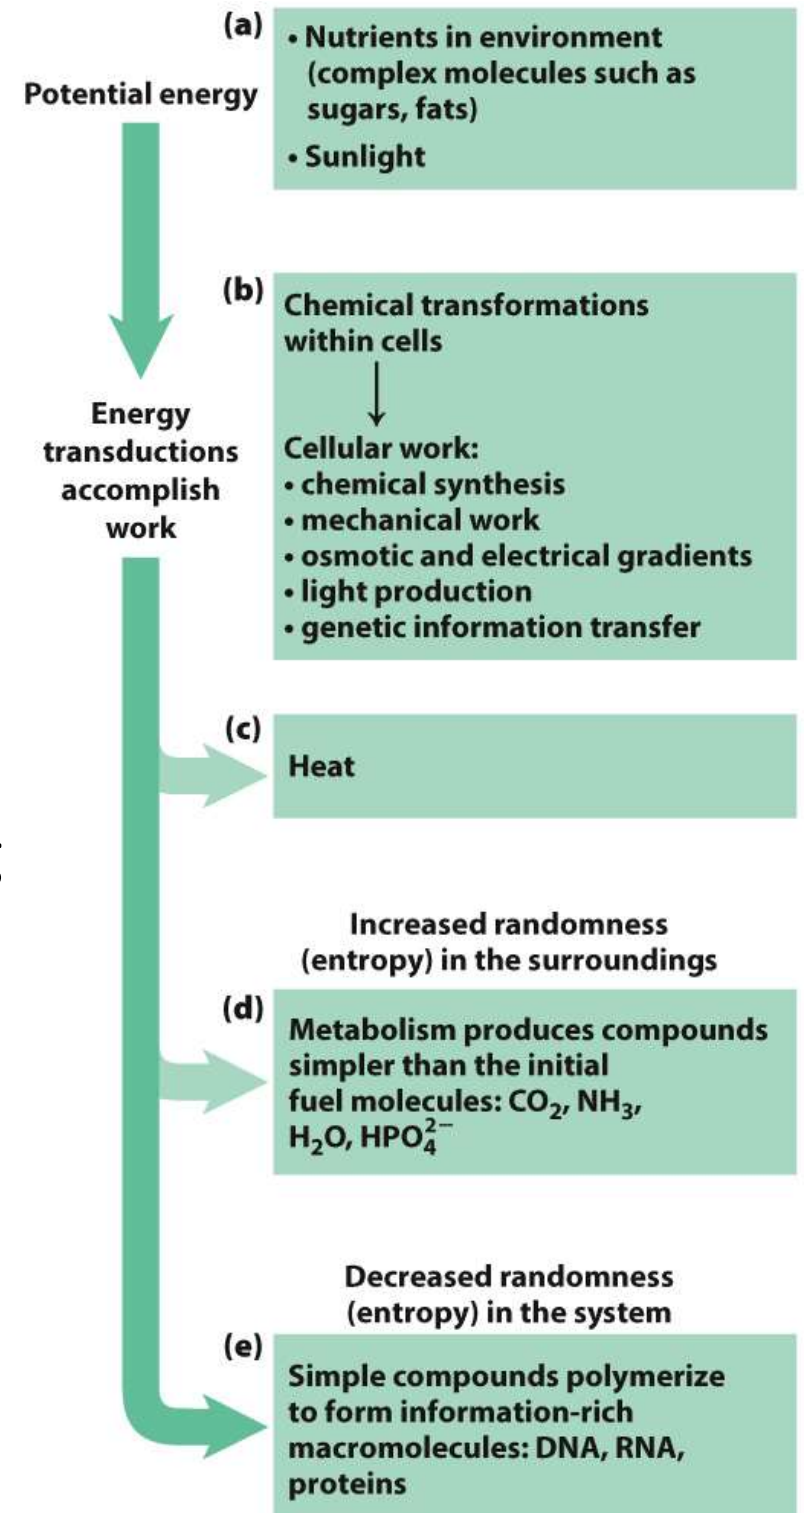 (a)
• Nutrients in environment
(complex molecules such as
sugars, fats)
• Sunlight
Potential energy
(b)
Chemical transformations
within cells
Cellular work:
• chemical synthesis
• mechanical work
• osmotic and electrical gradients
• light production
• genetic information transfer
Energy
transductions
accomplish
work
(c)
Heat
Increased randomness
(entropy) in the surroundings
(d)
Metabolism produces compounds
simpler than the initial
fuel molecules: CO₂, NH₃,
H₂O, HPO₄²⁻
Decreased randomness
(entropy) in the system
(e)
Simple compounds polymerize
to form information-rich
macromolecules: DNA, RNA,
proteins